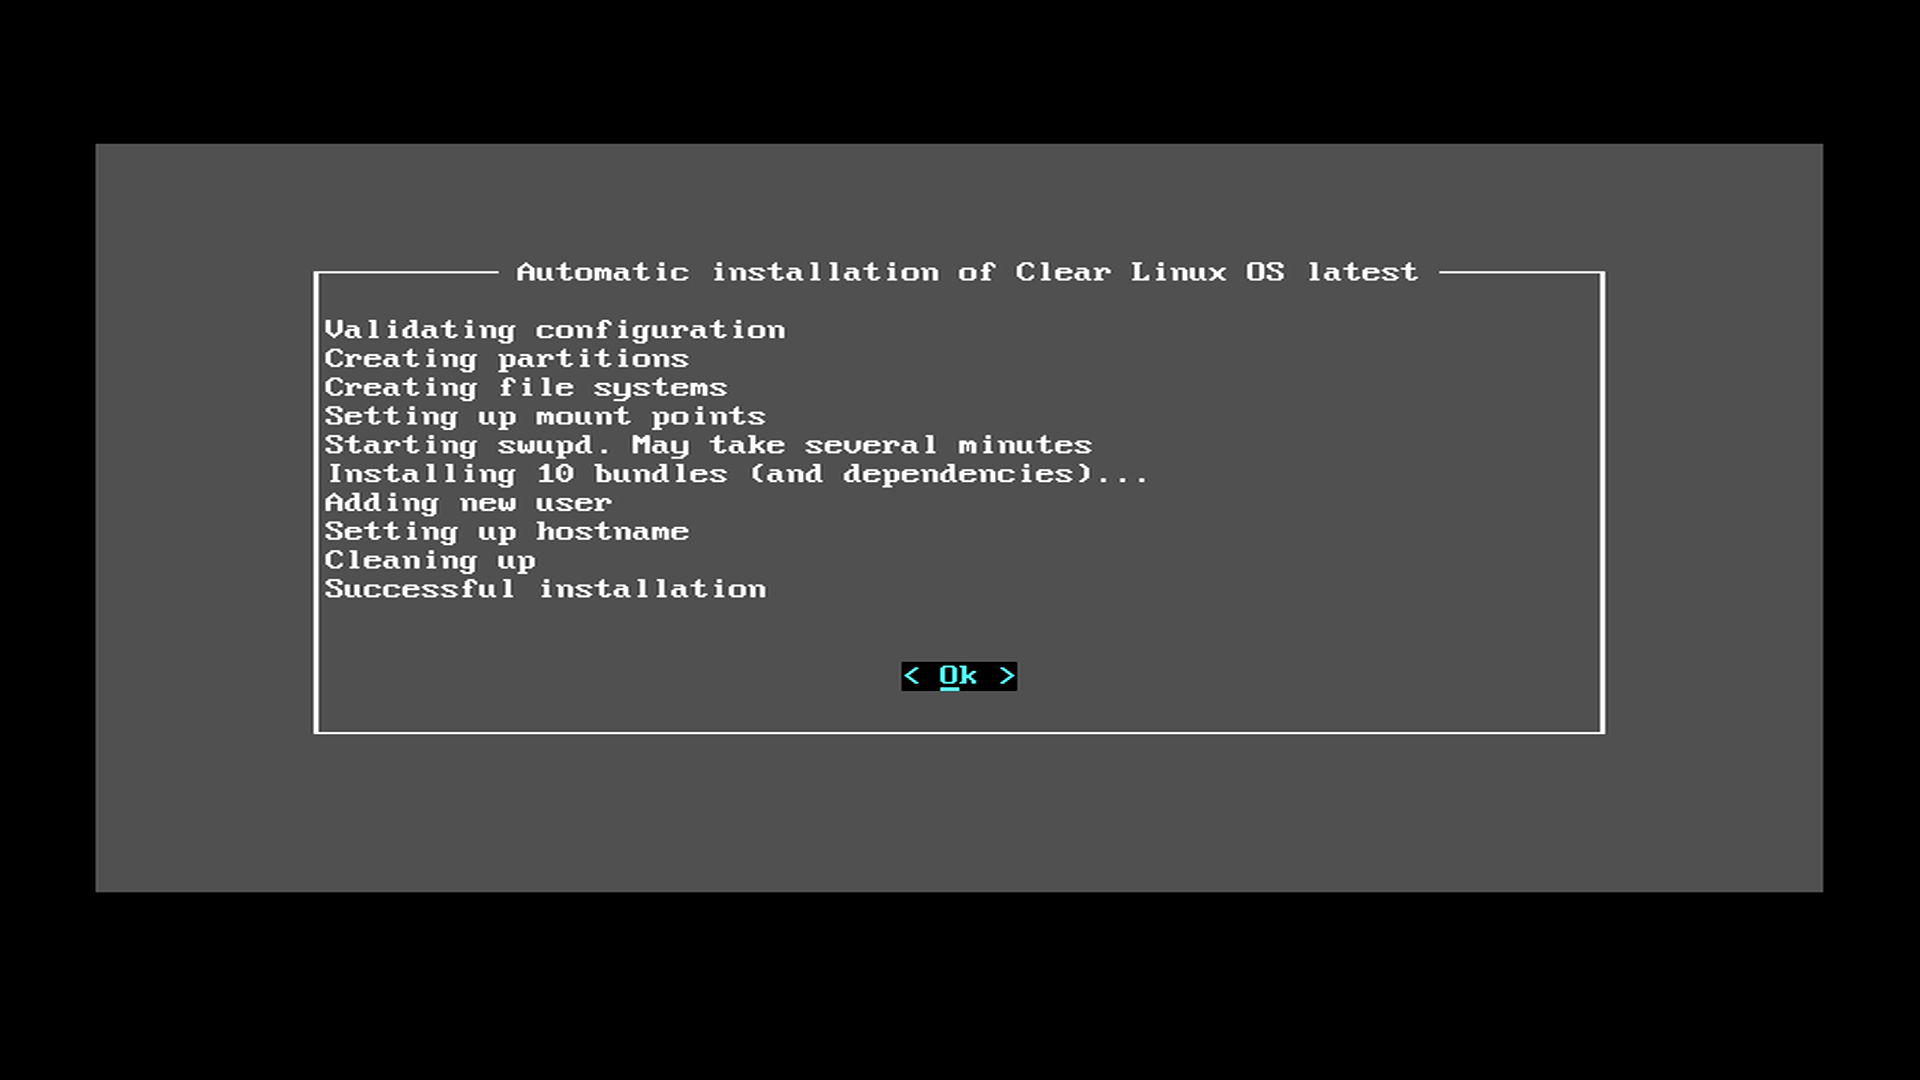 Automatic installation of Clear Linux OS latest
Validating configuration
Creating partitions
Creating file systems
Setting up mount points
Starting swupd. May take several minutes
Installing 10 bundles (and dependencies)...
Adding new user
Setting up hostname
Cleaning up
Successful installation
< Ok >